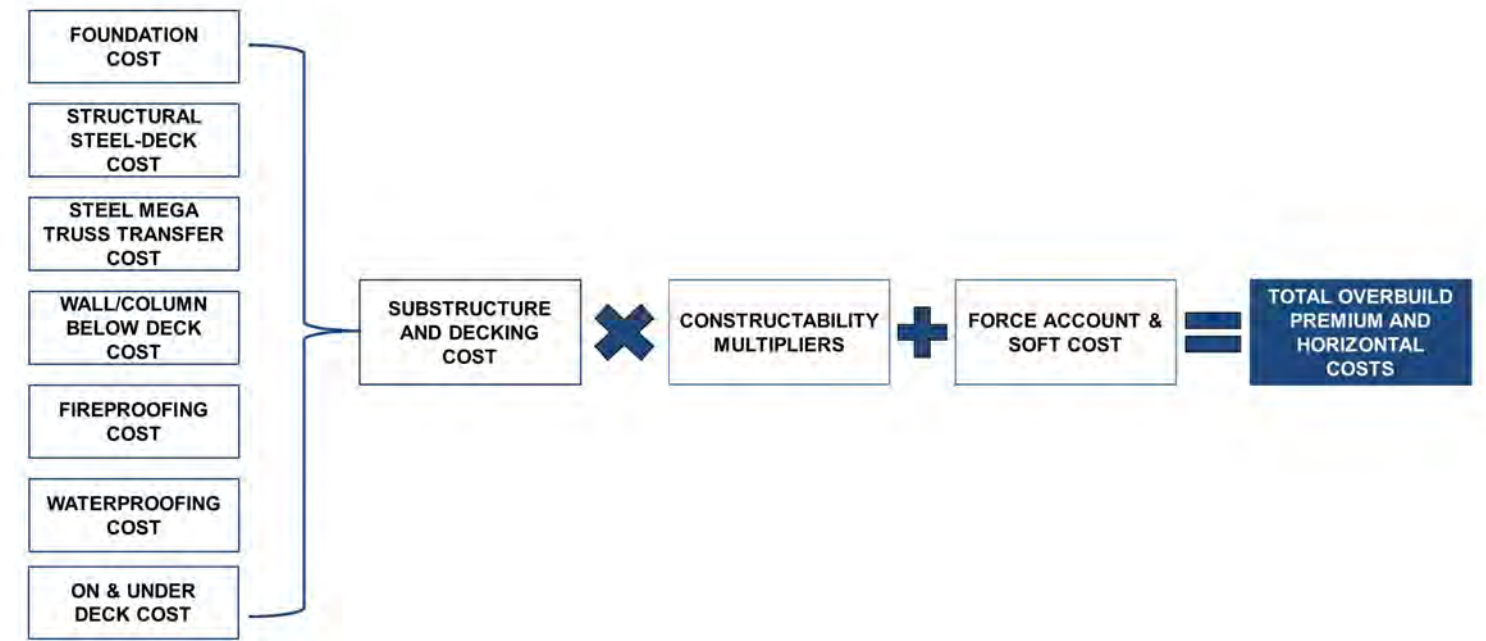 FOUNDATION
COST
STRUCTURAL
STEEL-DECK
COST
STEEL MEGA
TRUSS TRANSFER
COST
WALL/COLUMN
BELOW DECK
COST
FIREPROOFING
COST
WATERPROOFING
COST
ON & UNDER
DECK COST
SUBSTRUCTURE
AND DECKING
COST
CONSTRUCTABILITY
MULTIPLIERS
FORCE ACCOUNT &
SOFT COST
TOTAL OVERBUILD
PREMIUM AND
HORIZONTAL
COSTS